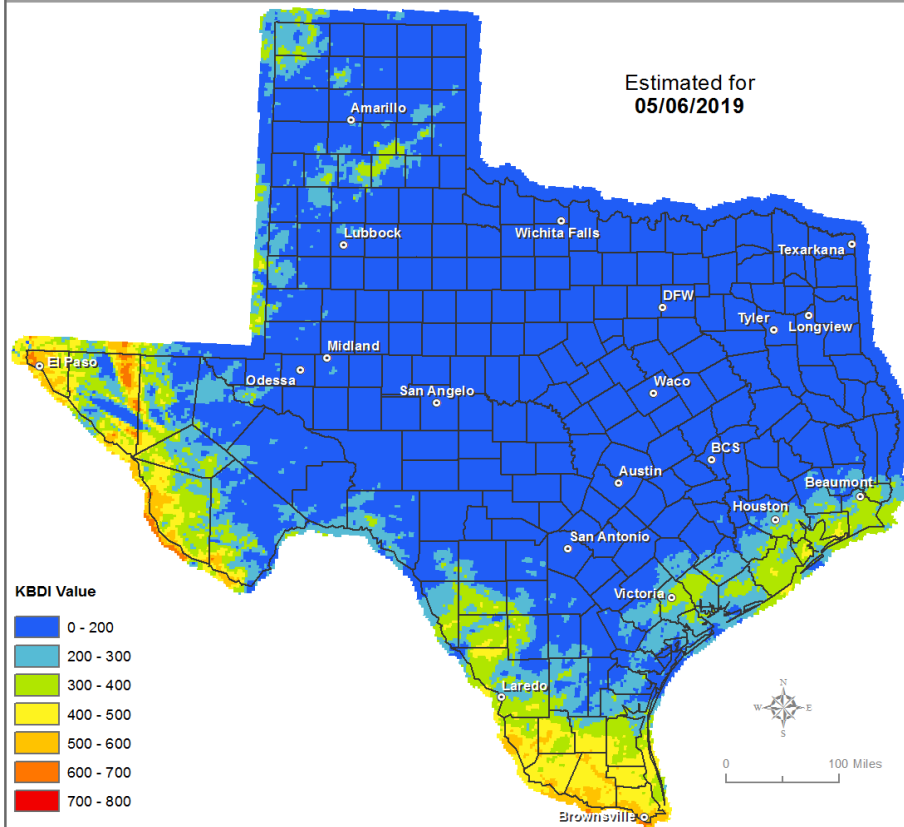 Estimated for
05/06/2019
Amarillo
Lubbock
Wichita Falls
Texarkana
DFW
Tyler
Longview
Midland
El Paso
Odessa
San Angelo
Waco
BCS
Austin
Beaumont
Houston
San Antonio
Victoria
Laredo
Brownsville
KBDI Value
0 - 200
200 - 300
300 - 400
400 - 500
500 - 600
600 - 700
700 - 800
N
W E
S
0 100 Miles